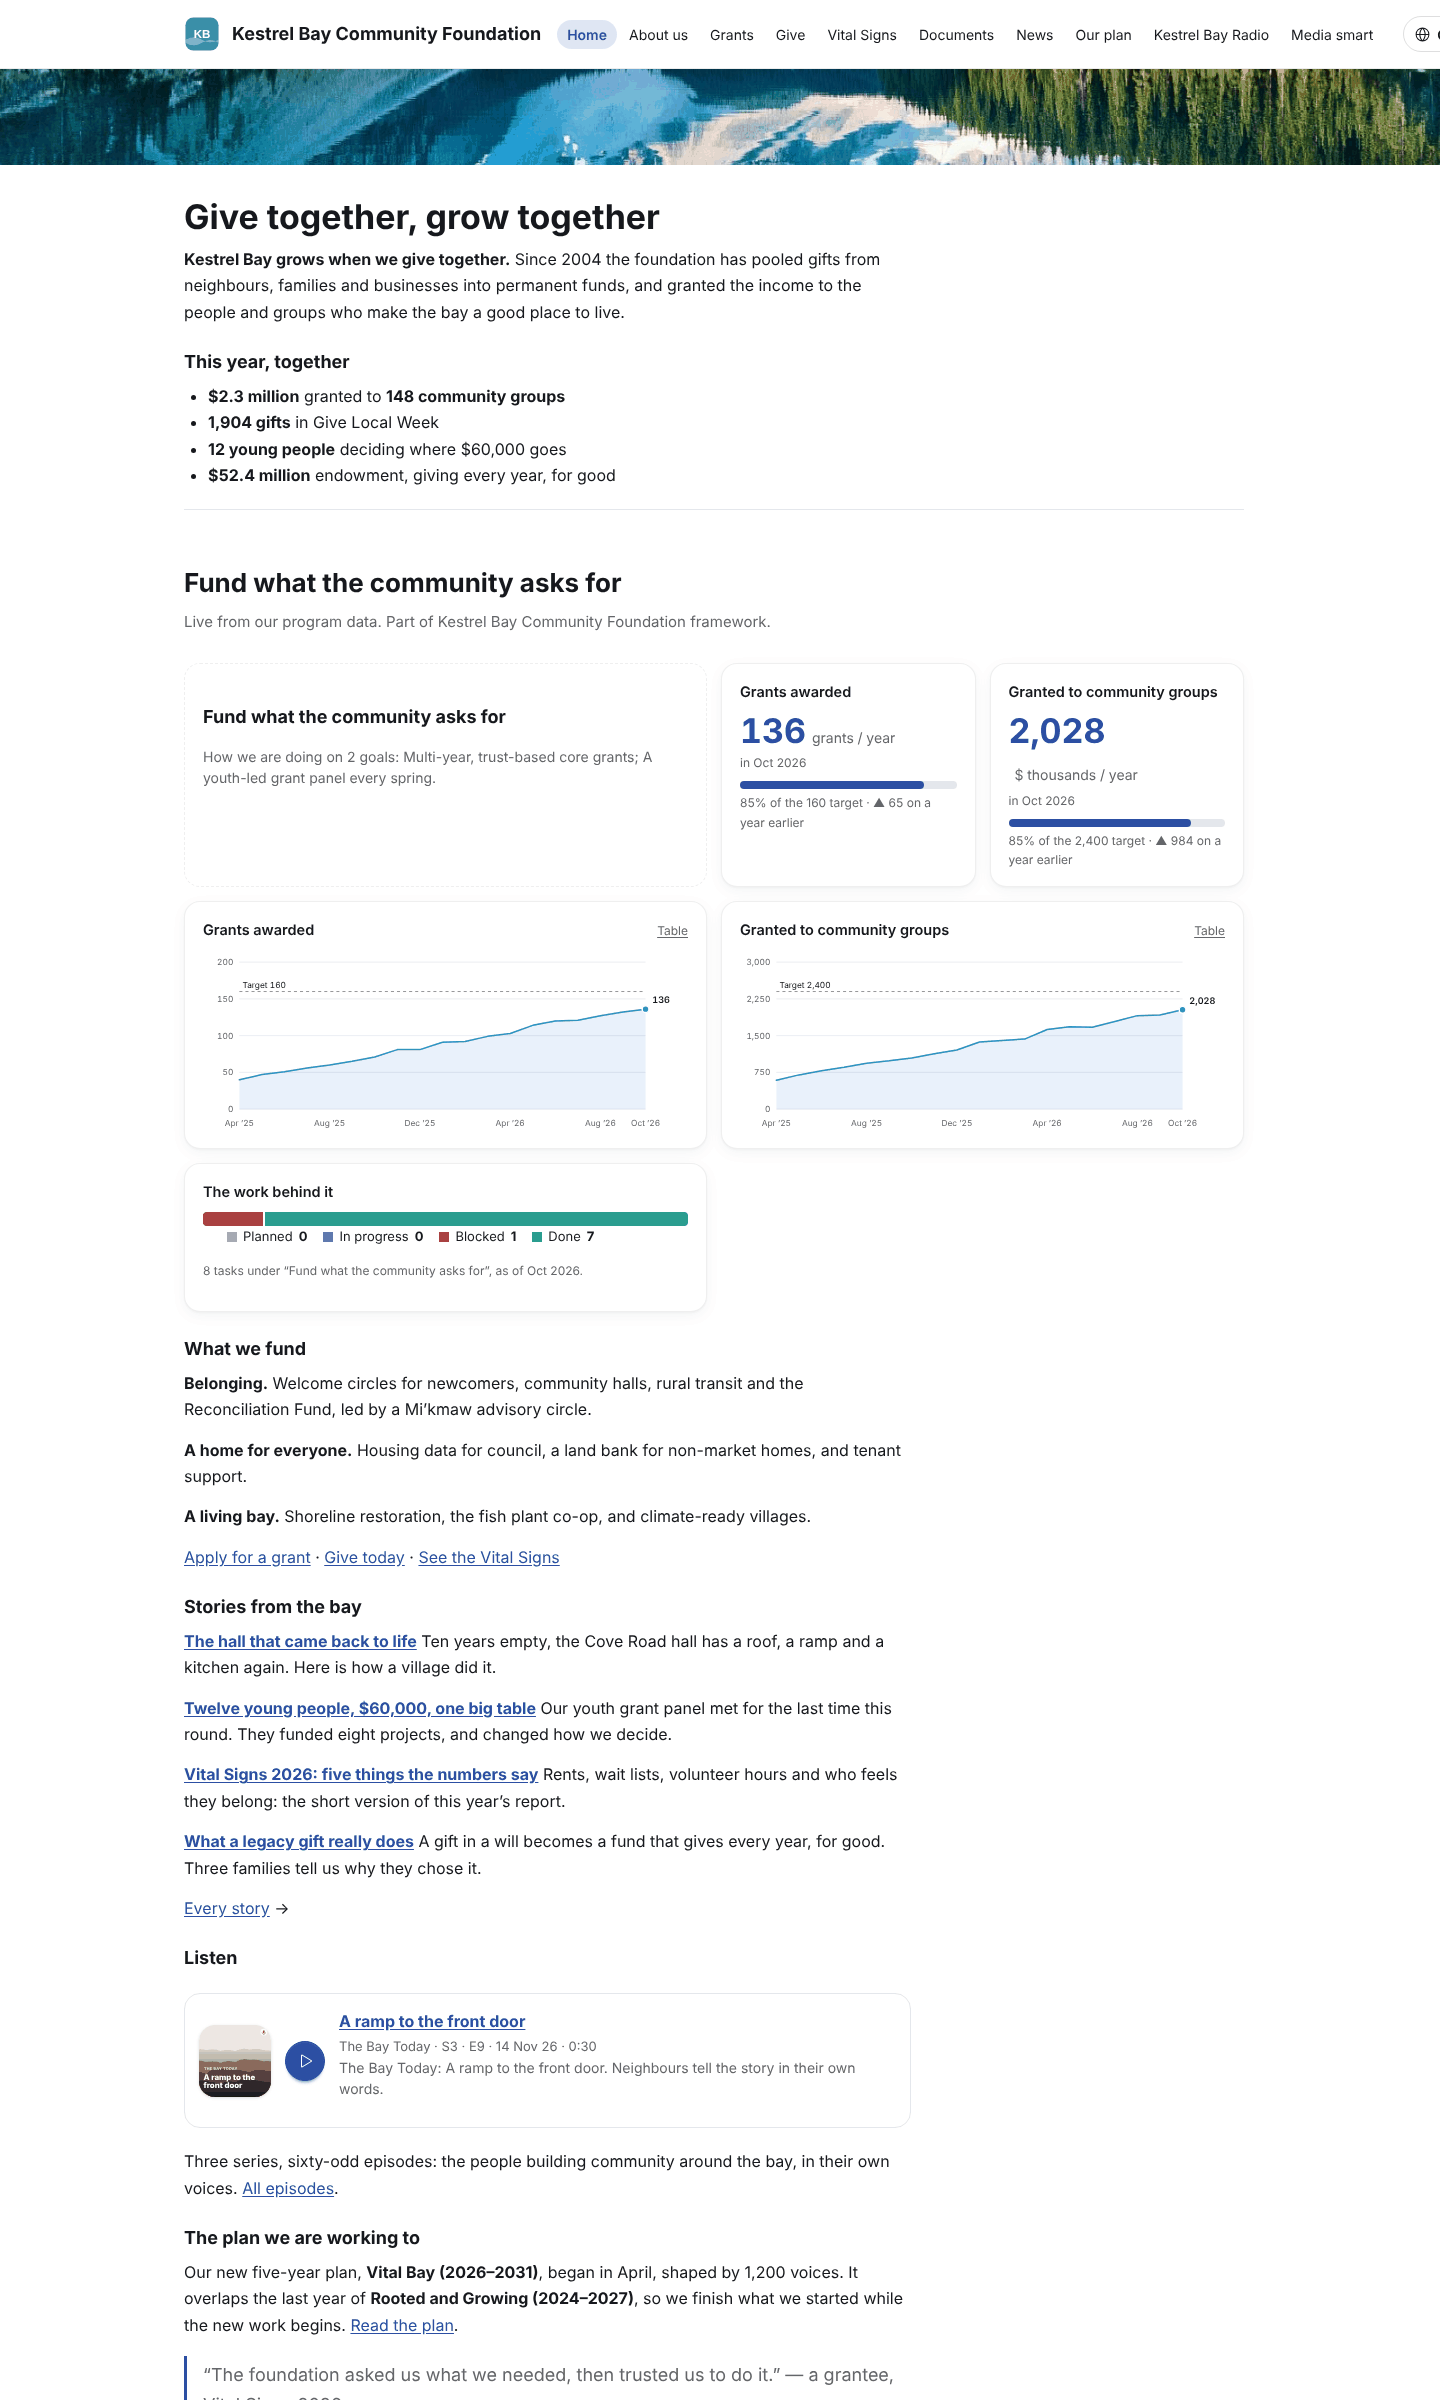 KB
Kestrel Bay Community Foundation
Home
About us
Grants
Give
Vital Signs
Documents
News
Our plan
Kestrel Bay Radio
Media smart
Give together, grow together
Kestrel Bay grows when we give together. Since 2004 the foundation has pooled gifts from
neighbours, families and businesses into permanent funds, and granted the income to the
people and groups who make the bay a good place to live.
This year, together
• $2.3 million granted to 148 community groups
• 1,904 gifts in Give Local Week
• 12 young people deciding where $60,000 goes
• $52.4 million endowment, giving every year, for good
Fund what the community asks for
Live from our program data. Part of Kestrel Bay Community Foundation framework.
Fund what the community asks for
How we are doing on 2 goals: Multi-year, trust-based core grants; A
youth-led grant panel every spring.
Grants awarded
136 grants / year
in Oct 2026
85% of the 160 target · ▲ 65 on a
year earlier
Granted to community groups
2,028
$ thousands / year
in Oct 2026
85% of the 2,400 target · ▲ 984 on a
year earlier
Grants awarded
Table
200
Target 160
150
136
100
50
0
Apr ’25
Aug ’25
Dec ’25
Apr ’26
Aug ’26
Oct ’26
Granted to community groups
Table
3,000
Target 2,400
2,250
2,028
1,500
750
0
Apr ’25
Aug ’25
Dec ’25
Apr ’26
Aug ’26
Oct ’26
The work behind it
Planned 0
In progress 0
Blocked 1
Done 7
8 tasks under “Fund what the community asks for”, as of Oct 2026.
What we fund
Belonging. Welcome circles for newcomers, community halls, rural transit and the
Reconciliation Fund, led by a Mi’kmaw advisory circle.
A home for everyone. Housing data for council, a land bank for non-market homes, and tenant
support.
A living bay. Shoreline restoration, the fish plant co-op, and climate-ready villages.
Apply for a grant · Give today · See the Vital Signs
Stories from the bay
The hall that came back to life Ten years empty, the Cove Road hall has a roof, a ramp and a
kitchen again. Here is how a village did it.
Twelve young people, $60,000, one big table Our youth grant panel met for the last time this
round. They funded eight projects, and changed how we decide.
Vital Signs 2026: five things the numbers say Rents, wait lists, volunteer hours and who feels
they belong: the short version of this year’s report.
What a legacy gift really does A gift in a will becomes a fund that gives every year, for good.
Three families tell us why they chose it.
Every story →
Listen
THE BAY TODAY
A ramp to the
front door
A ramp to the front door
The Bay Today · S3 · E9 · 14 Nov 26 · 0:30
The Bay Today: A ramp to the front door. Neighbours tell the story in their own
words.
Three series, sixty-odd episodes: the people building community around the bay, in their own
voices. All episodes.
The plan we are working to
Our new five-year plan, Vital Bay (2026–2031), began in April, shaped by 1,200 voices. It
overlaps the last year of Rooted and Growing (2024–2027), so we finish what we started while
the new work begins. Read the plan.
“The foundation asked us what we needed, then trusted us to do it.” — a grantee,